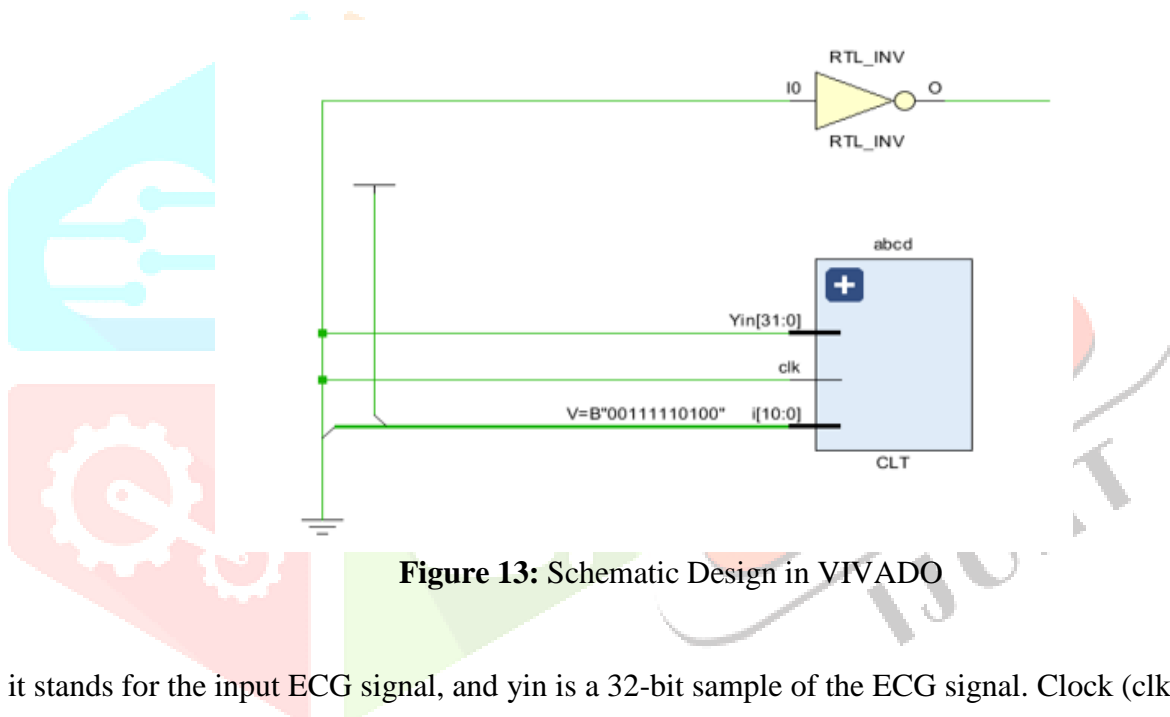 RTL_INV
I0
O
RTL_INV
abcd
Yin[31:0]
clk
V=B"00111110100" i[10:0]
CLT
Figure 13: Schematic Design in VIVADO
IJCRT
it stands for the input ECG signal, and yin is a 32-bit sample of the ECG signal. Clock (clk